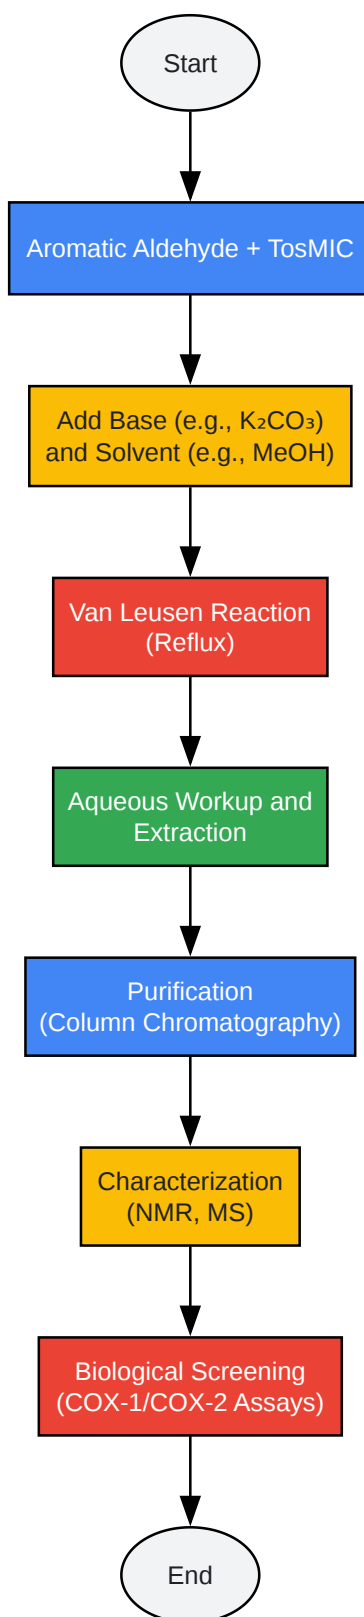 Start
Aromatic Aldehyde + TosMIC
Add Base (e.g., K₂CO₃)
and Solvent (e.g., MeOH)
Van Leusen Reaction
(Reflux)
Aqueous Workup and
Extraction
Purification
(Column Chromatography)
Characterization
(NMR, MS)
Biological Screening
(COX-1/COX-2 Assays)
End